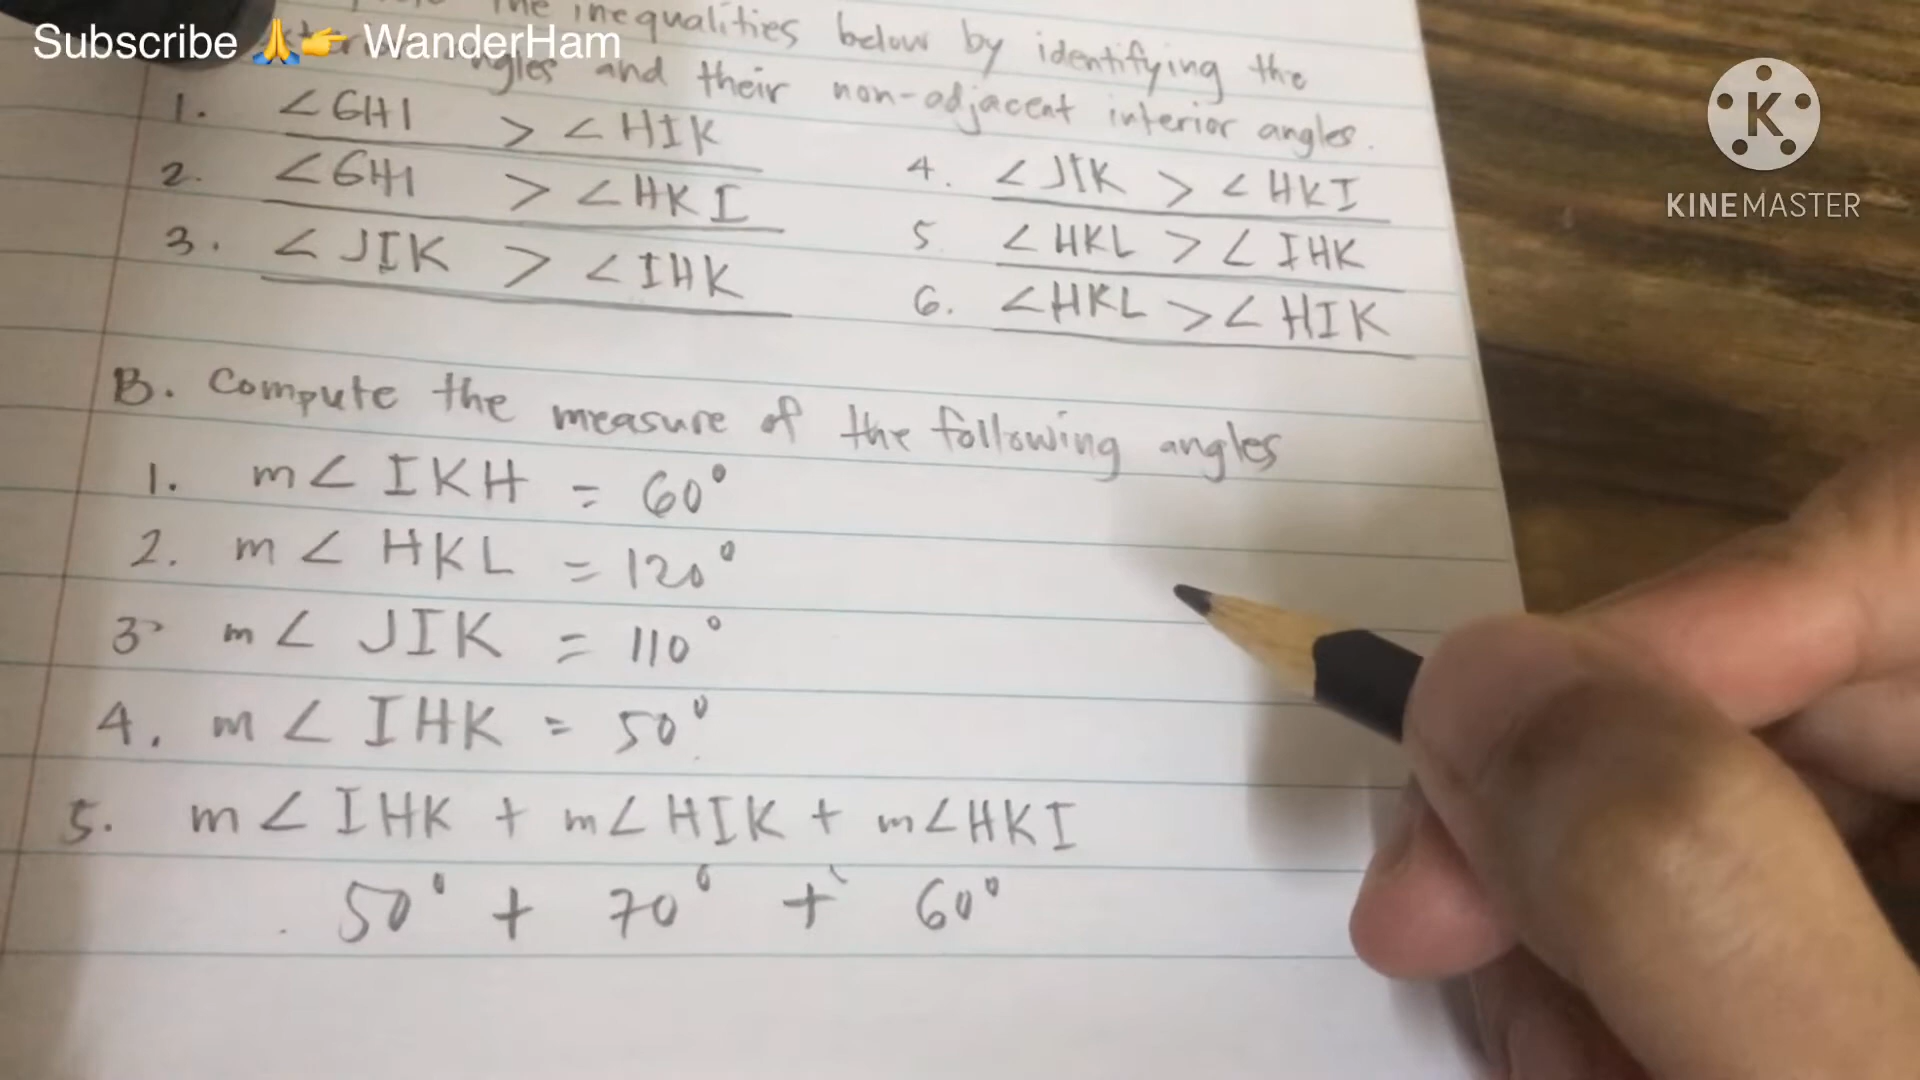 Subscribe 🙏👉 WanderHam
the inequalities below by identifying the
angles and their non-adjacent interior angles.
1. ∠GHI > ∠HIK
2. ∠GHI > ∠HKI
3. ∠JIK > ∠IHK
4. ∠JIK > ∠HKI
5. ∠HKL > ∠IHK
6. ∠HKL > ∠HIK
B. Compute the measure of the following angles
1. m∠IKH = 60°
2. m∠HKL = 120°
3. m∠JIK = 110°
4. m∠IHK = 50°
5. m∠IHK + m∠HIK + m∠HKI
50° + 70° + 60°
K
KINEMASTER